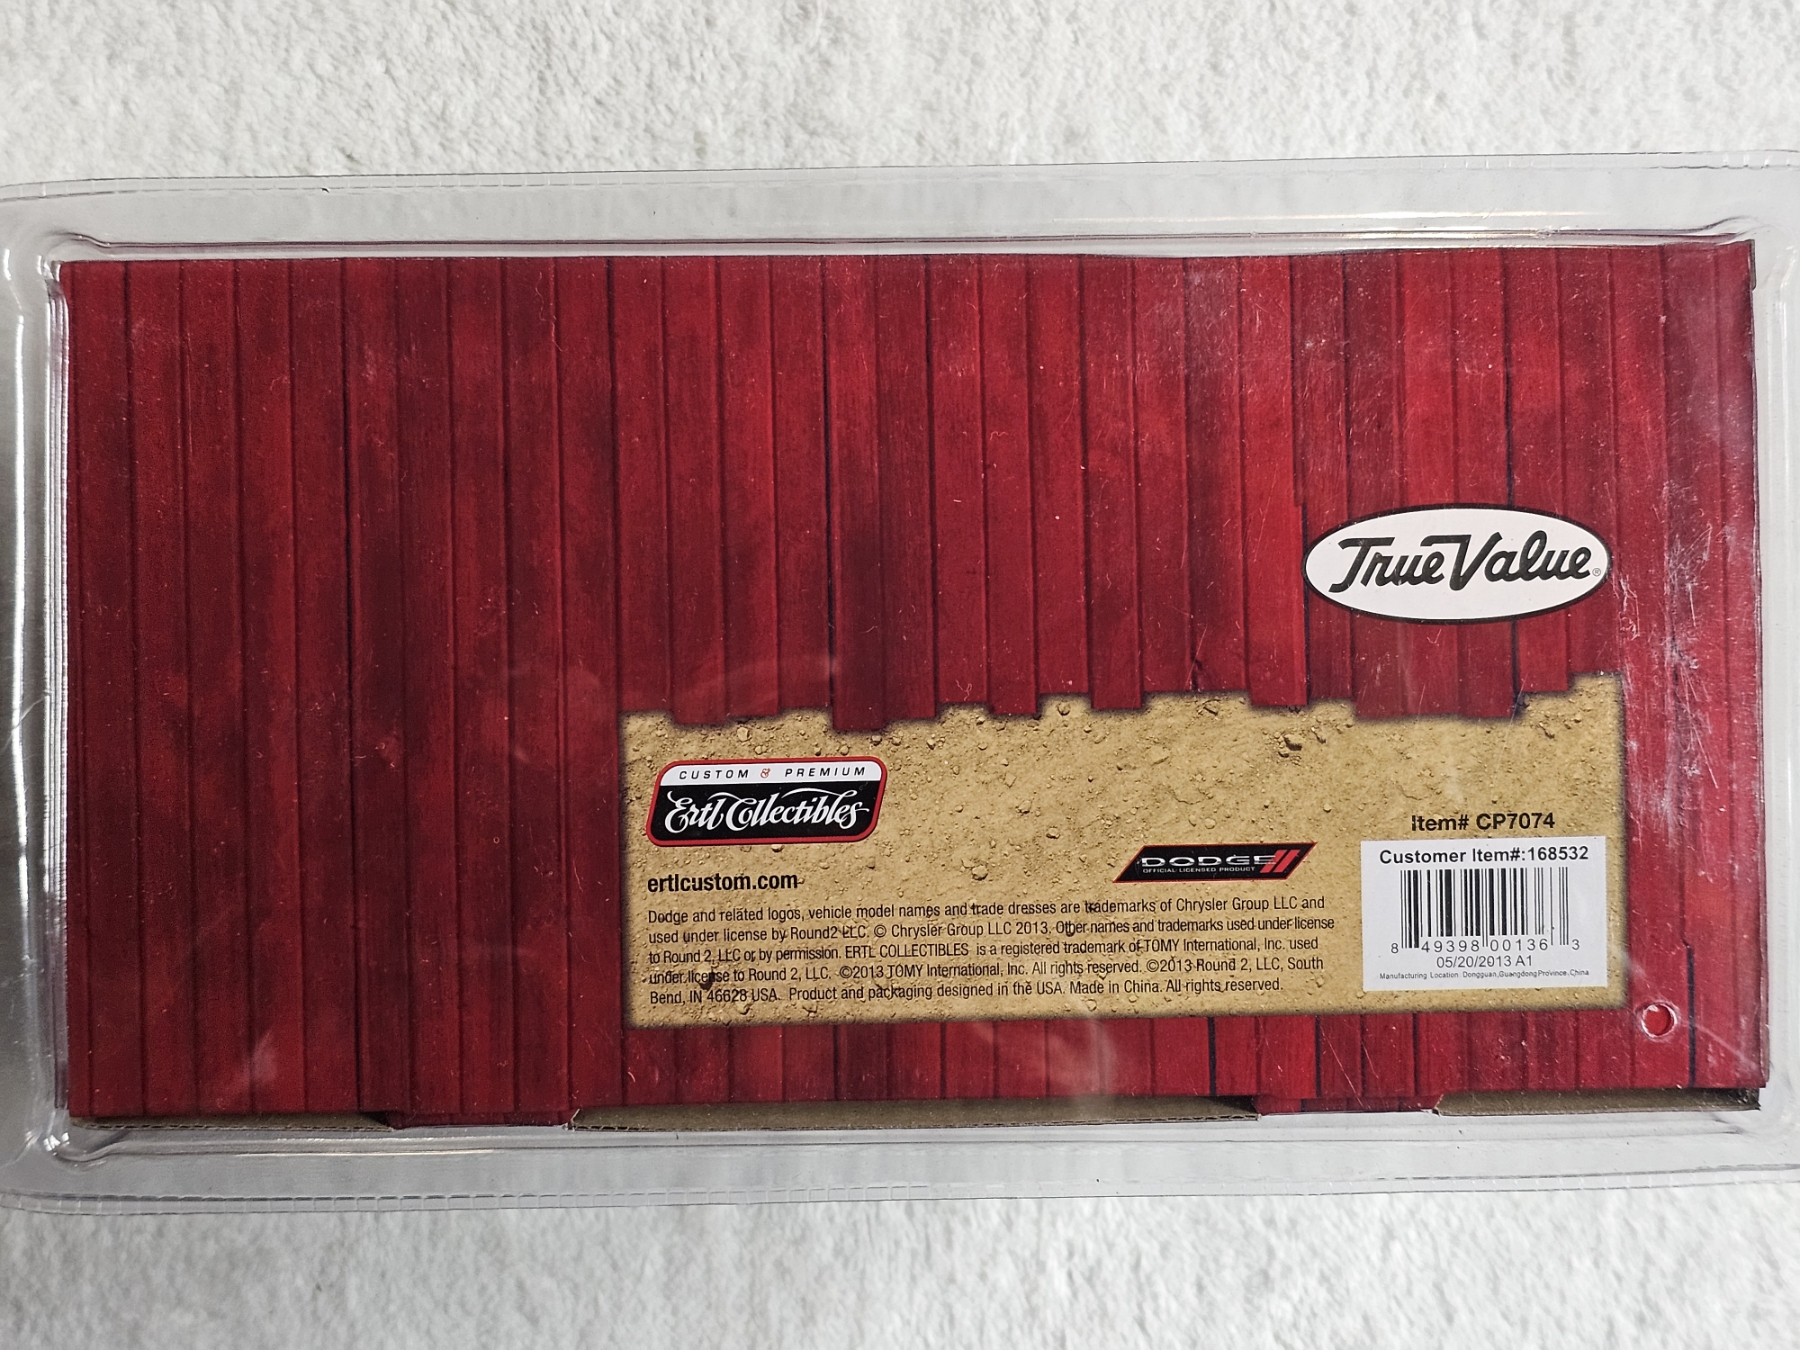 True Value®
CUSTOM & PREMIUM
Ertl Collectibles
ertlcustom.com
DODGE
OFFICIAL LICENSED PRODUCT
Dodge and related logos, vehicle model names and trade dresses are trademarks of Chrysler Group LLC and
used under license by Round2 LLC. © Chrysler Group LLC 2013, Other names and trademarks used under license
to Round 2, LLC or by permission. ERTL COLLECTIBLES is a registered trademark of TOMY International, Inc. used
under license to Round 2, LLC. ©2013 TOMY International, Inc. All rights reserved. ©2013 Round 2, LLC, South
Bend, IN 46628 USA. Product and packaging designed in the USA. Made in China. All rights reserved.
Item# CP7074
Customer Item#:168532
8 49398 00136 3
05/20/2013 A1
Manufacturing Location: Dongguan,GuangdongProvince,China